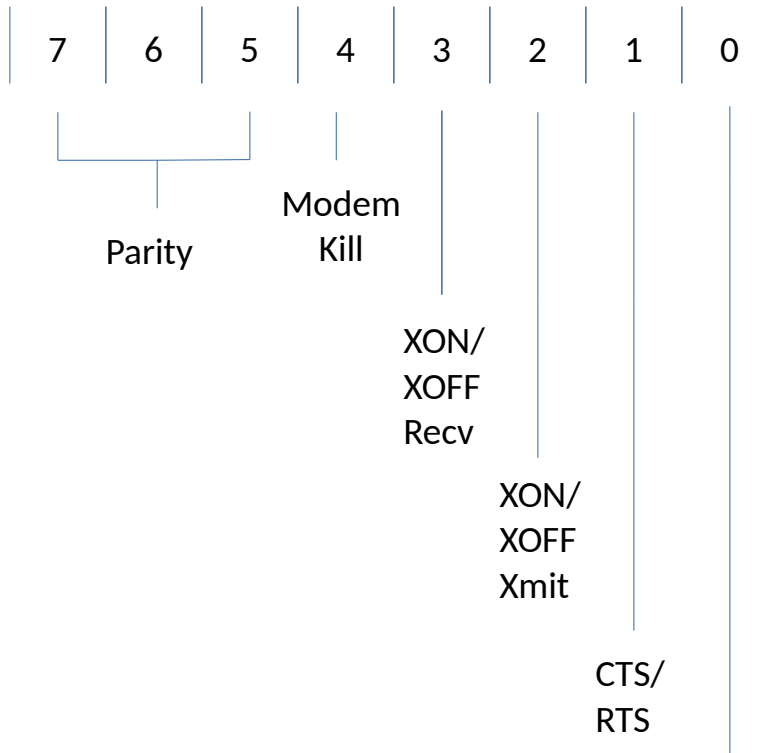 7 6 5 4 3 2 1 0
Parity
Modem
Kill
XON/
XOFF
Recv
XON/
XOFF
Xmit
CTS/
RTS